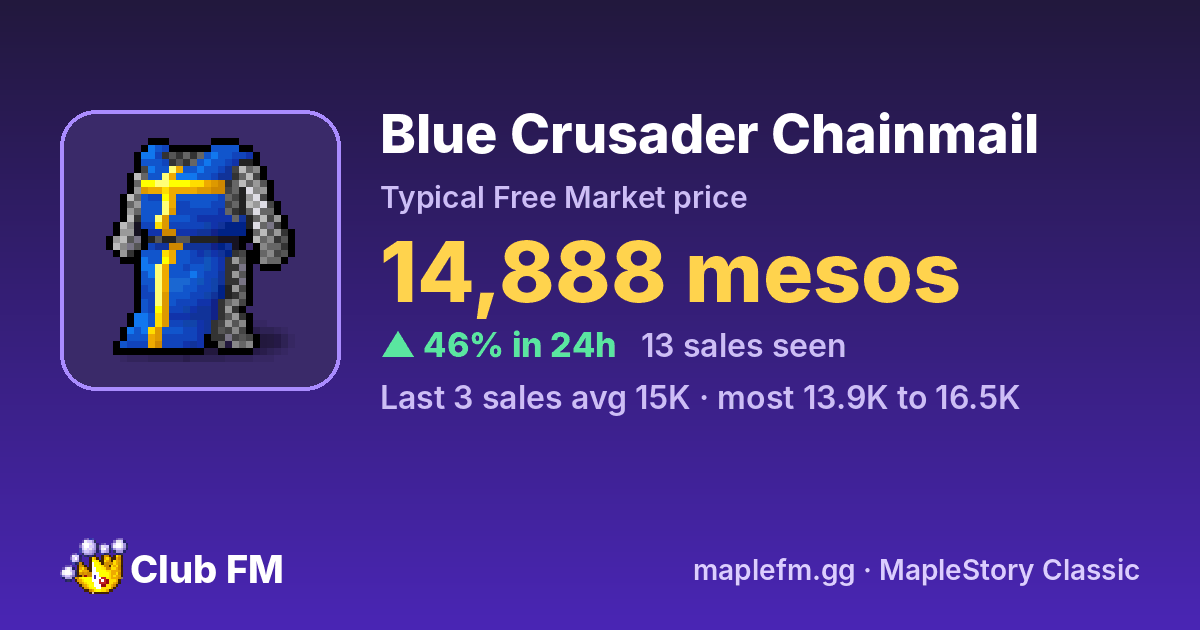 Blue Crusader Chainmail
Typical Free Market price
14,888 mesos
▲ 46% in 24h 13 sales seen
Last 3 sales avg 15K · most 13.9K to 16.5K
Club FM
maplefm.gg · MapleStory Classic